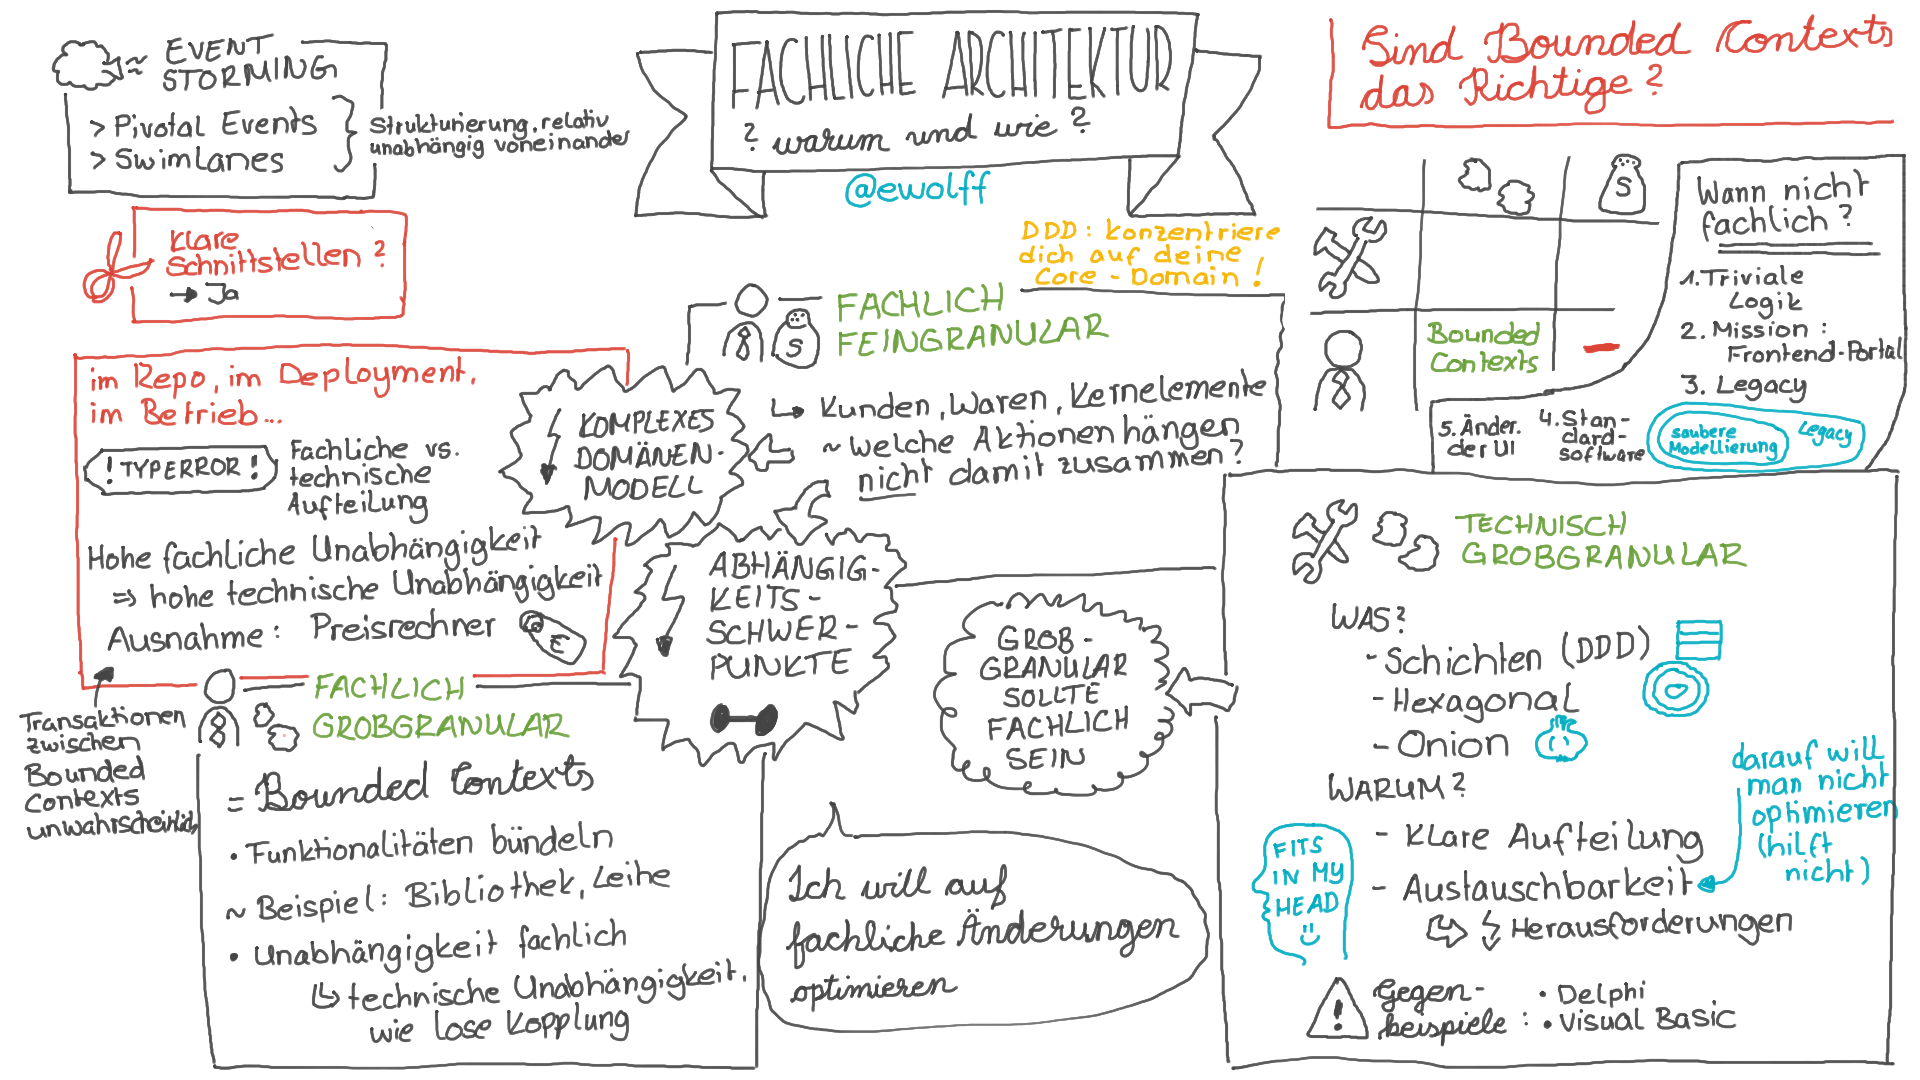 FACHLICHE ARCHITEKTUR
? warum und wie ?
@ewolff
EVENT
STORMING
> Pivotal Events
> Swimlanes
Strukturierung, relativ
unabhängig voneinander
Klare
Schnittstellen ?
→ Ja
im Repo, im Deployment,
im Betrieb...
! TYPERROR !
Fachliche vs.
technische
Aufteilung
Hohe fachliche Unabhängigkeit
⇒ hohe technische Unabhängigkeit
Ausnahme: Preisrechner
€
Transaktionen
zwischen
Bounded
Contexts
unwahrscheinlich
FACHLICH
GROBGRANULAR
= Bounded Contexts
• Funktionalitäten bündeln
~ Beispiel: Bibliothek, Leihe
• Unabhängigkeit fachlich
↳ technische Unabhängigkeit,
wie lose Kopplung
DDD: konzentriere
dich auf deine
Core-Domain!
FACHLICH
FEINGRANULAR
S
↳ Kunden, Waren, Kernelemente
~ welche Aktionen hängen
nicht damit zusammen?
KOMPLEXES
DOMÄNEN-
MODELL
ABHÄNGIG-
KEITS-
SCHWER-
PUNKTE
GROB-
GRANULAR
SOLLTE
FACHLICH
SEIN
Ich will auf
fachliche Änderungen
optimieren
Sind Bounded Contexts
das Richtige?
S
Bounded
Contexts
Wann nicht
fachlich?
1. Triviale
Logik
2. Mission:
Frontend-Portal
3. Legacy
4. Stan-
dard-
software
5. Änder.
der UI
saubere
Modellierung
Legacy
TECHNISCH
GROBGRANULAR
WAS?
- Schichten (DDD)
- Hexagonal
- Onion
WARUM?
- Klare Aufteilung
- Austauschbarkeit
Herausforderungen
darauf will
man nicht
optimieren
(hilft
nicht)
FITS
IN MY
HEAD
!
Gegen-
beispiele:
• Delphi
• Visual Basic